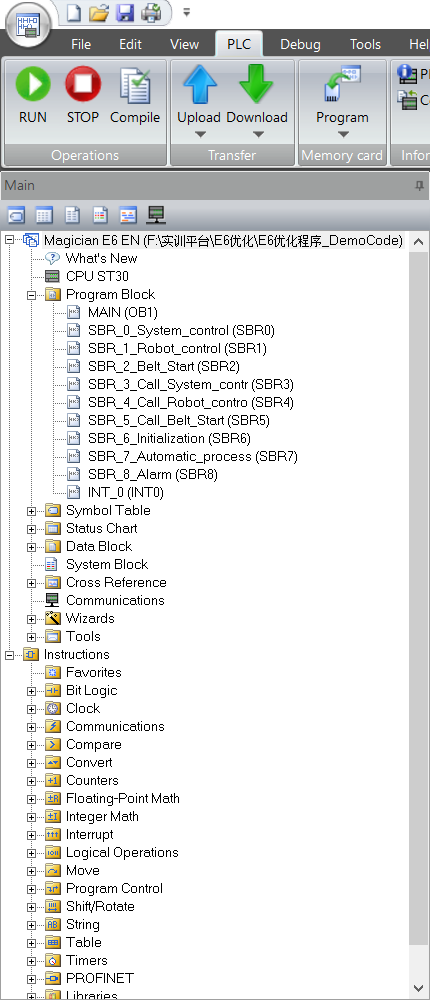 File Edit View PLC Debug Tools Hel
RUN STOP Compile Upload Download Program
Operations Transfer Memory card Infor
Main
Magician E6 EN (F:\实训平台\E6优化\E6优化程序_DemoCode)
What's New
CPU ST30
Program Block
MAIN (OB1)
SBR_0_System_control (SBR0)
SBR_1_Robot_control (SBR1)
SBR_2_Belt_Start (SBR2)
SBR_3_Call_System_contr (SBR3)
SBR_4_Call_Robot_contro (SBR4)
SBR_5_Call_Belt_Start (SBR5)
SBR_6_Initialization (SBR6)
SBR_7_Automatic_process (SBR7)
SBR_8_Alarm (SBR8)
INT_0 (INT0)
Symbol Table
Status Chart
Data Block
System Block
Cross Reference
Communications
Wizards
Tools
Instructions
Favorites
Bit Logic
Clock
Communications
Compare
Convert
Counters
Floating-Point Math
Integer Math
Interrupt
Logical Operations
Move
Program Control
Shift/Rotate
String
Table
Timers
PROFINET
Libraries